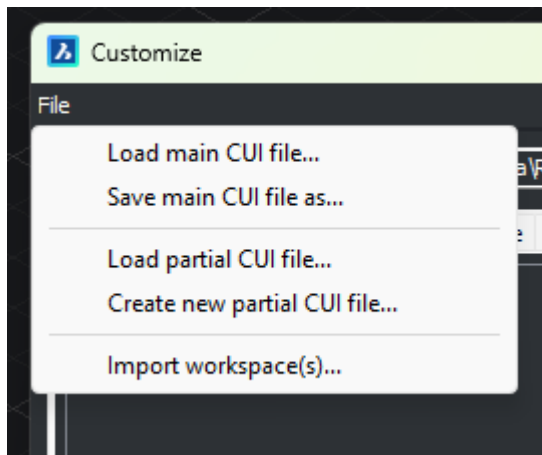 Customize
File
Load main CUI file...
Save main CUI file as...
Load partial CUI file...
Create new partial CUI file...
Import workspace(s)...